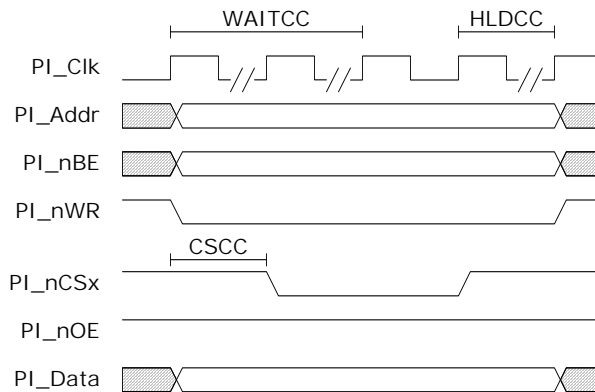 WAITCC HLDCC
PI_Clk
PI_Addr
PI_nBE
PI_nWR
CSCC
PI_nCSx
PI_nOE
PI_Data